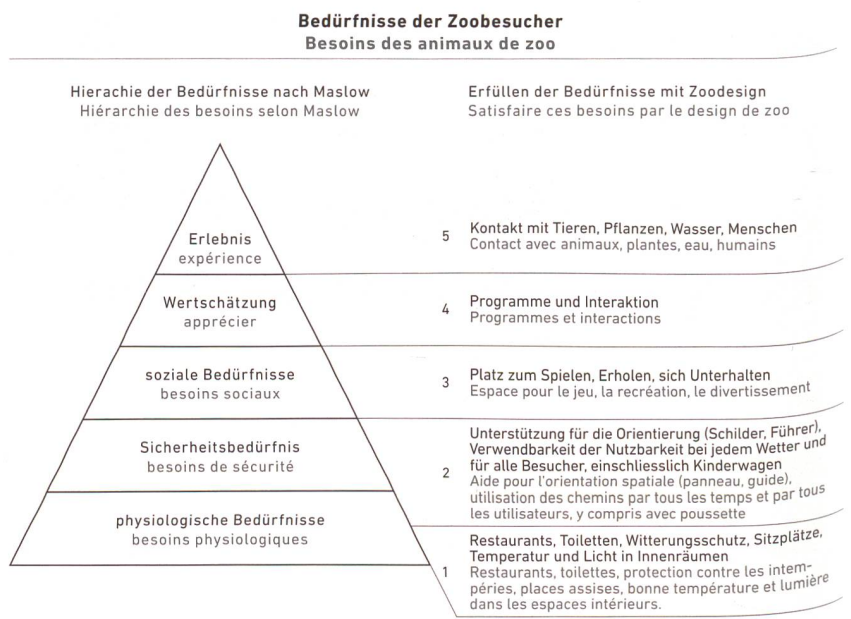 Bedürfnisse der Zoobesucher
Besoins des animaux de zoo
Hierachie der Bedürfnisse nach Maslow
Hiérarchie des besoins selon Maslow
Erfüllen der Bedürfnisse mit Zoodesign
Satisfaire ces besoins par le design de zoo
Erlebnis
expérience
5 Kontakt mit Tieren, Pflanzen, Wasser, Menschen
Contact avec animaux, plantes, eau, humains
Wertschätzung
apprécier
4 Programme und Interaktion
Programmes et interactions
soziale Bedürfnisse
besoins sociaux
3 Platz zum Spielen, Erholen, sich Unterhalten
Espace pour le jeu, la recréation, le divertissement
Sicherheitsbedürfnis
besoins de sécurité
2 Unterstützung für die Orientierung (Schilder, Führer),
Verwendbarkeit der Nutzbarkeit bei jedem Wetter und
für alle Besucher, einschliesslich Kinderwagen
Aide pour l'orientation spatiale (panneau, guide),
utilisation des chemins par tous les temps et par tous
les utilisateurs, y compris avec poussette
physiologische Bedürfnisse
besoins physiologiques
1 Restaurants, Toiletten, Witterungsschutz, Sitzplätze,
Temperatur und Licht in Innenräumen
Restaurants, toilettes, protection contre les intem-
péries, places assises, bonne température et lumière
dans les espaces intérieurs.